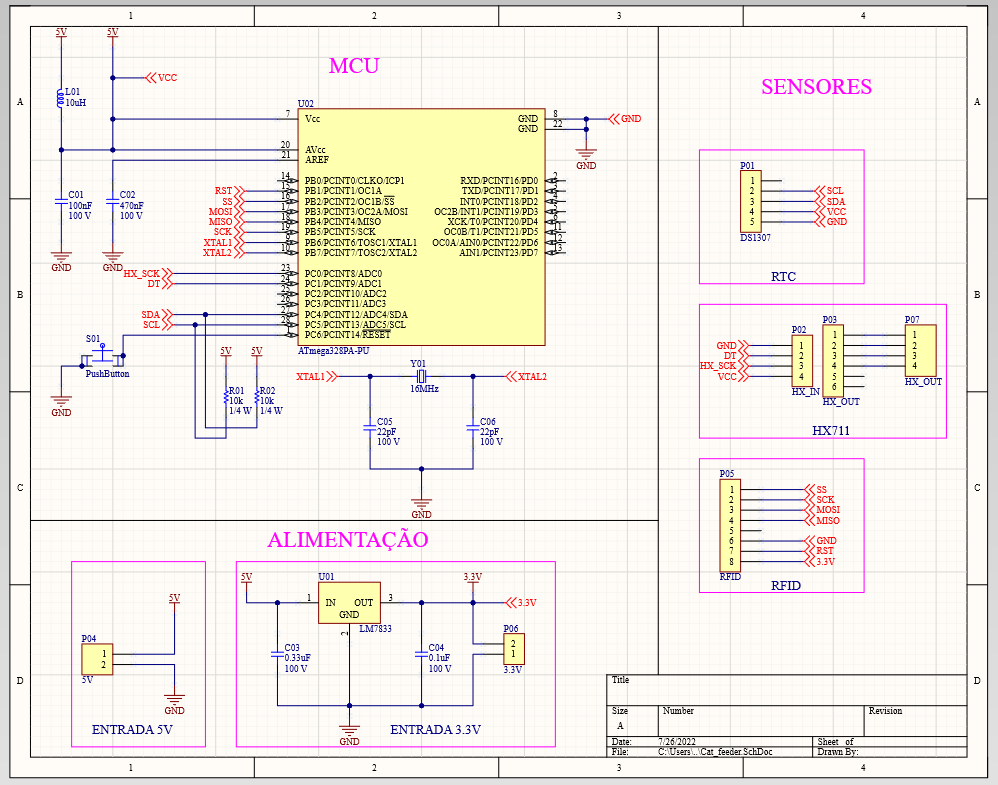 1
2
3
4
A
B
C
D
A
B
C
D
1
2
3
4
MCU
5V
5V
VCC
L01
10uH
C01
100nF
100 V
C02
470nF
100 V
GND
GND
U02
7
Vcc
20
AVcc
21
AREF
14
PB0/PCINT0/CLKO/ICP1
RST
15
PB1/PCINT1/OC1A
SS
16
PB2/PCINT2/OC1B/SS
MOSI
17
PB3/PCINT3/OC2A/MOSI
MISO
18
PB4/PCINT4/MISO
SCK
19
PB5/PCINT5/SCK
XTAL1
9
PB6/PCINT6/TOSC1/XTAL1
XTAL2
10
PB7/PCINT7/TOSC2/XTAL2
HX_SCK
23
PC0/PCINT8/ADC0
DT
24
PC1/PCINT9/ADC1
25
PC2/PCINT10/ADC2
26
PC3/PCINT11/ADC3
SDA
27
PC4/PCINT12/ADC4/SDA
SCL
28
PC5/PCINT13/ADC5/SCL
1
PC6/PCINT14/RESET
ATmega328PA-PU
GND
8
GND
22
GND
GND
RXD/PCINT16/PD0
2
TXD/PCINT17/PD1
3
INT0/PCINT18/PD2
4
OC2B/INT1/PCINT19/PD3
5
XCK/T0/PCINT20/PD4
6
OC0B/T1/PCINT21/PD5
11
OC0A/AIN0/PCINT22/PD6
12
AIN1/PCINT23/PD7
13
S01
PushButton
GND
5V
5V
R01
10k
1/4 W
R02
10k
1/4 W
XTAL1
Y01
16MHz
XTAL2
C05
22pF
100 V
C06
22pF
100 V
GND
SENSORES
P01
1
2
3
4
5
SCL
SDA
VCC
GND
DS1307
RTC
GND
DT
HX_SCK
VCC
P02
1
2
3
4
HX_IN
P03
1
2
3
4
5
6
HX_OUT
P07
1
2
3
4
HX_OUT
HX711
P05
1
2
3
4
5
6
7
8
SS
SCK
MOSI
MISO
GND
RST
3.3V
RFID
RFID
ALIMENTAÇÃO
5V
P04
1
2
5V
GND
ENTRADA 5V
5V
U01
1
IN
OUT
3
GND
2
LM7833
3.3V
3.3V
C03
0.33uF
100 V
C04
0.1uF
100 V
P06
2
1
3.3V
GND
ENTRADA 3.3V
Title
Size
A
Number
Revision
Date:
7/26/2022
Sheet of
File:
C:\Users\..\Cat_feeder.SchDoc
Drawn By: